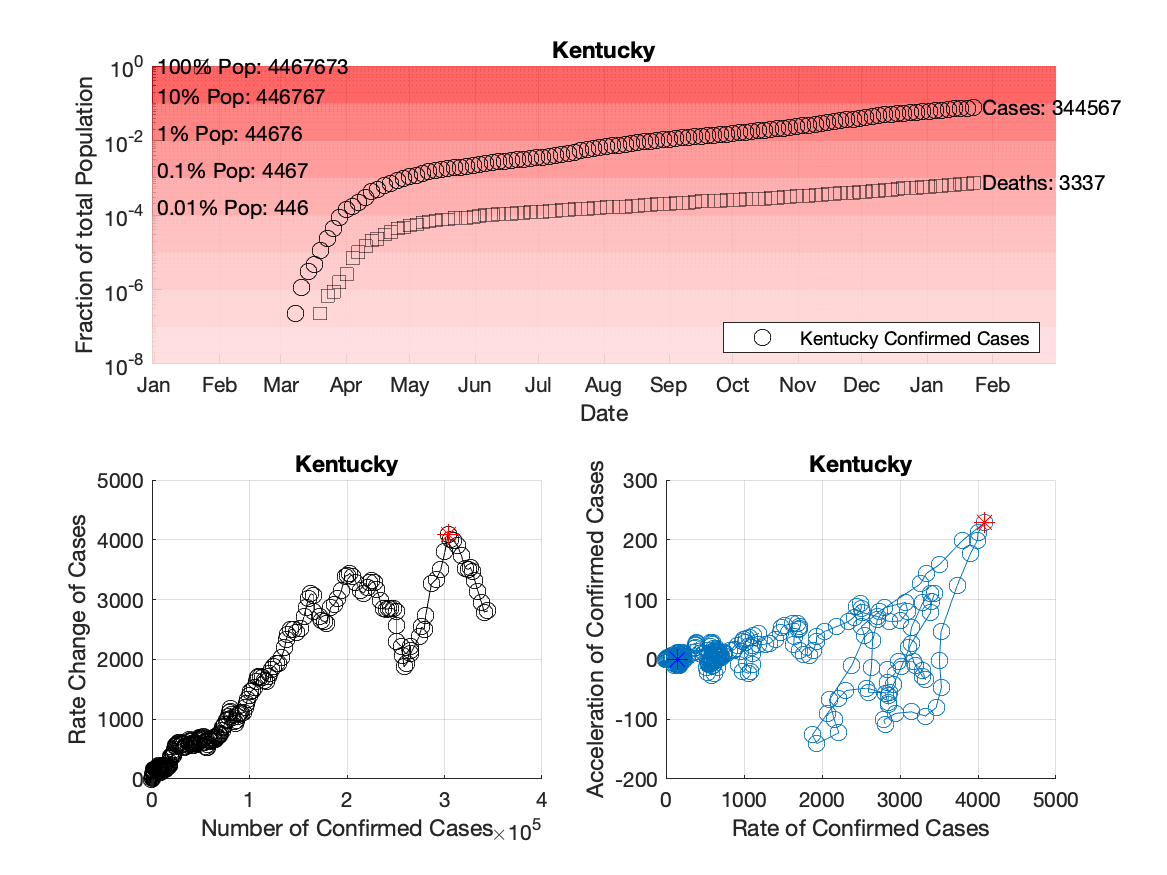 Kentucky
Fraction of total Population
10^0
10^-2
10^-4
10^-6
10^-8
100% Pop: 4467673
10% Pop: 446767
1% Pop: 44676
0.1% Pop: 4467
0.01% Pop: 446
Cases: 344567
Deaths: 3337
Kentucky Confirmed Cases
Jan Feb Mar Apr May Jun Jul Aug Sep Oct Nov Dec Jan Feb
Date
Kentucky
Rate Change of Cases
5000
4000
3000
2000
1000
0
0 1 2 3 4
Number of Confirmed Cases ×10^5
Kentucky
Acceleration of Confirmed Cases
300
200
100
0
-100
-200
0 1000 2000 3000 4000 5000
Rate of Confirmed Cases